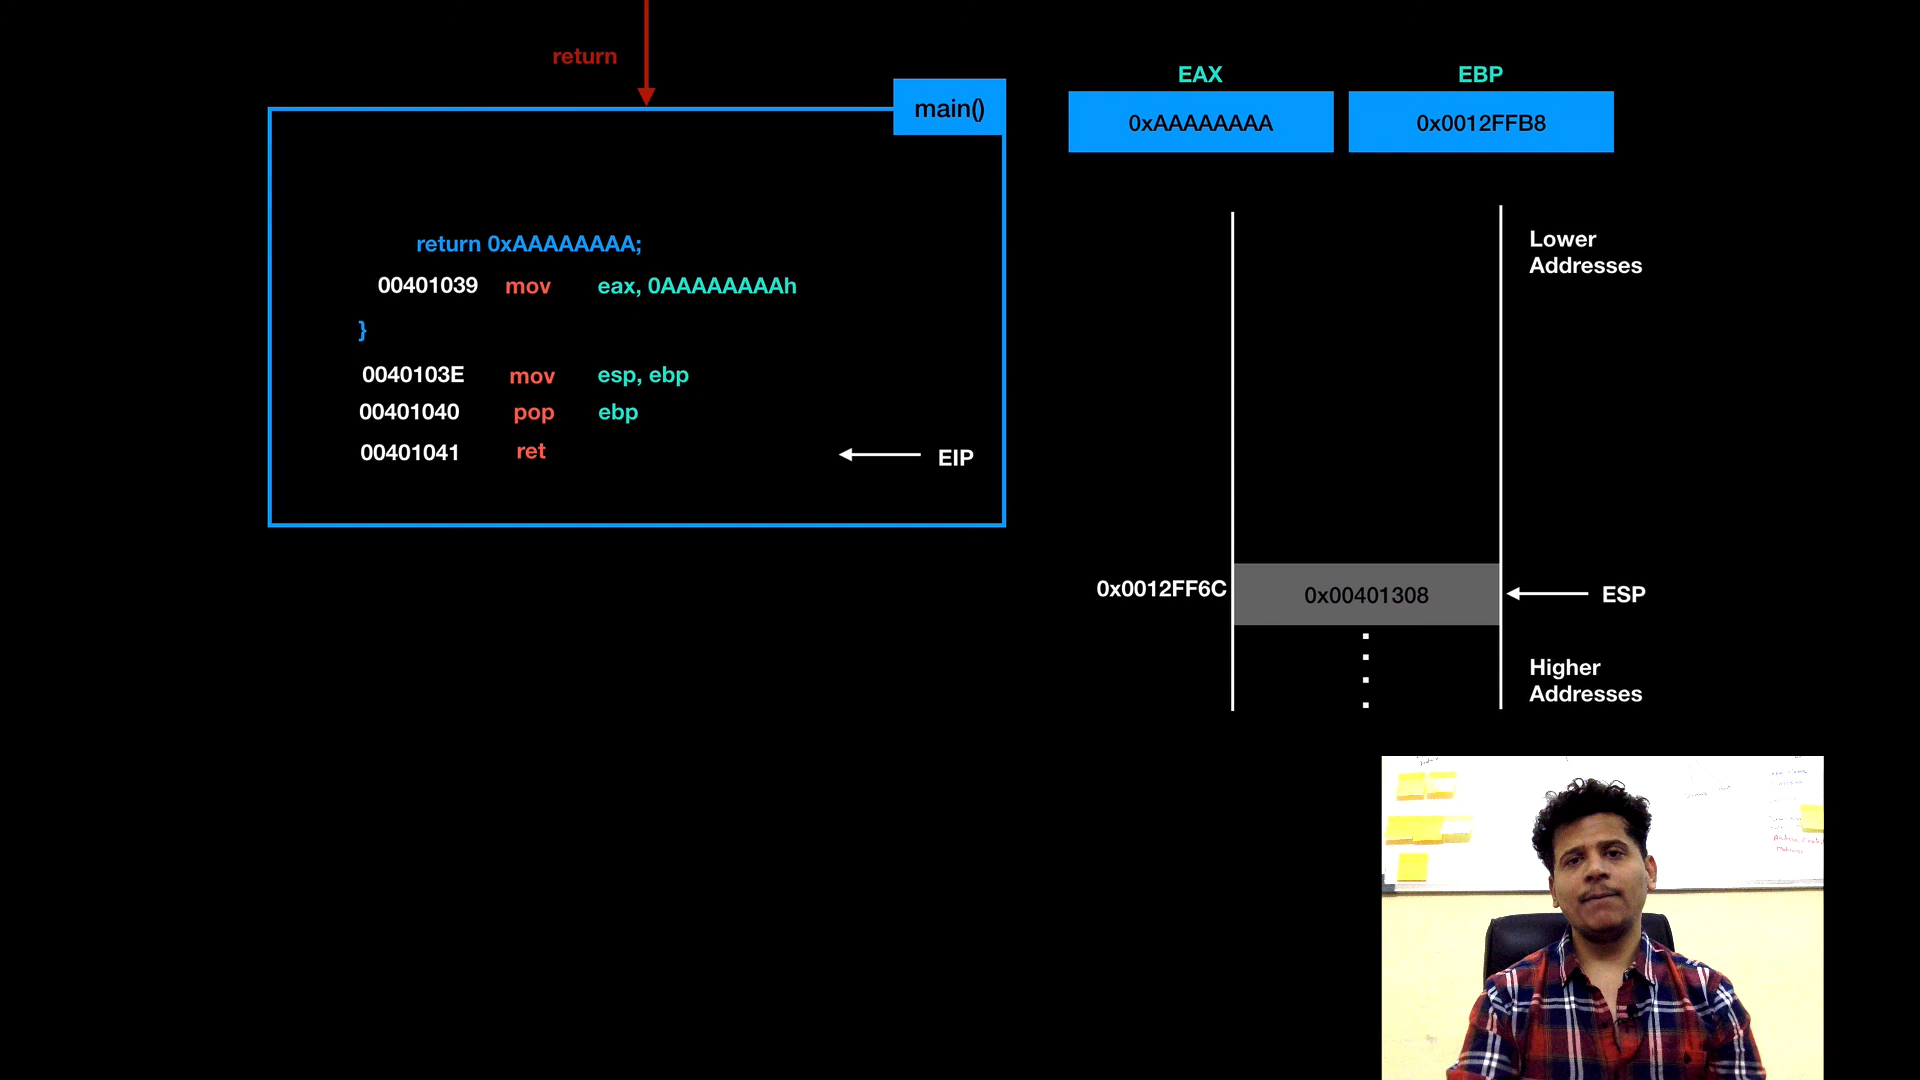 return
main()
return 0xAAAAAAAA;
00401039 mov eax, 0AAAAAAAAh
}
0040103E mov esp, ebp
00401040 pop ebp
00401041 ret
EIP
EAX EBP
0xAAAAAAAA 0x0012FFB8
Lower
Addresses
0x0012FF6C 0x00401308 ESP
Higher
Addresses